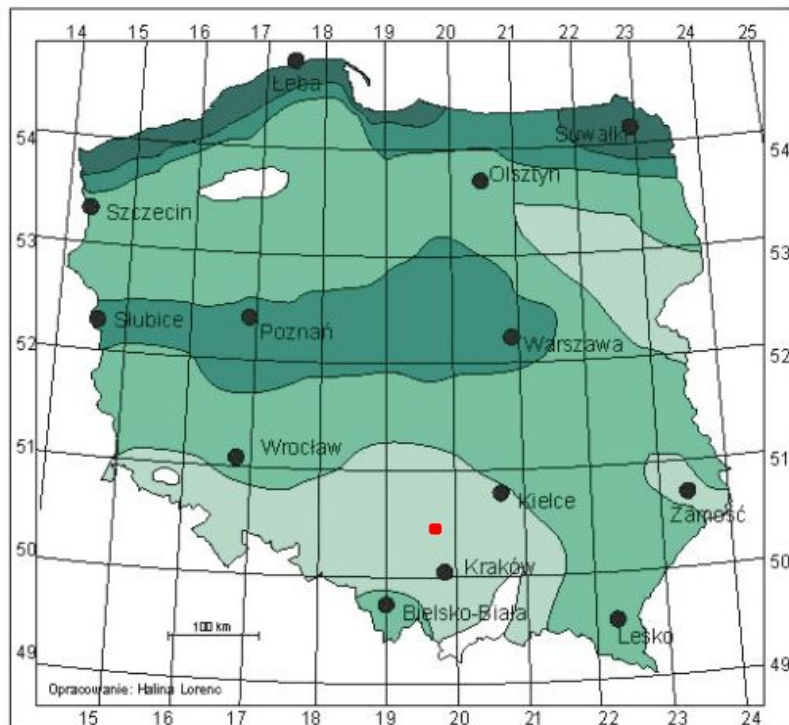 14 15 16 17 18 19 20 21 22 23 24 25
Łeba
54
Suwałki
54
Olsztyn
Szczecin
53
53
Słubice
Poznań
Warszawa
52
52
Wrocław
51
51
Kielce
Zamość
50
Kraków
50
Bielsko-Biała
Lesko
100 km
49
49
Opracowanie: Halina Lorenc
15 16 17 18 19 20 21 22 23 24